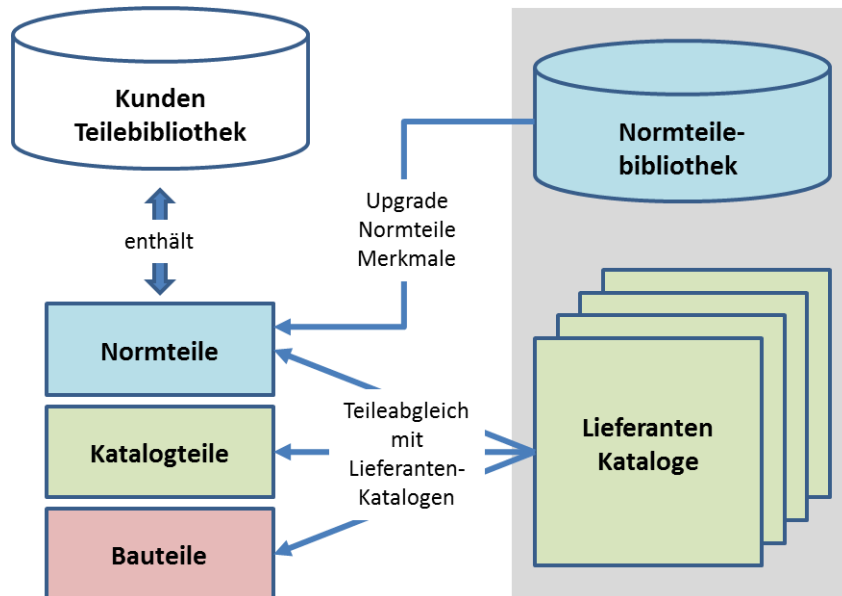 Kunden
Teilebibliothek
Normteile-
bibliothek
Upgrade
Normteile
Merkmale
enthält
Normteile
Teileabgleich
mit
Lieferanten-
Katalogen
Katalogteile
Lieferanten
Kataloge
Bauteile